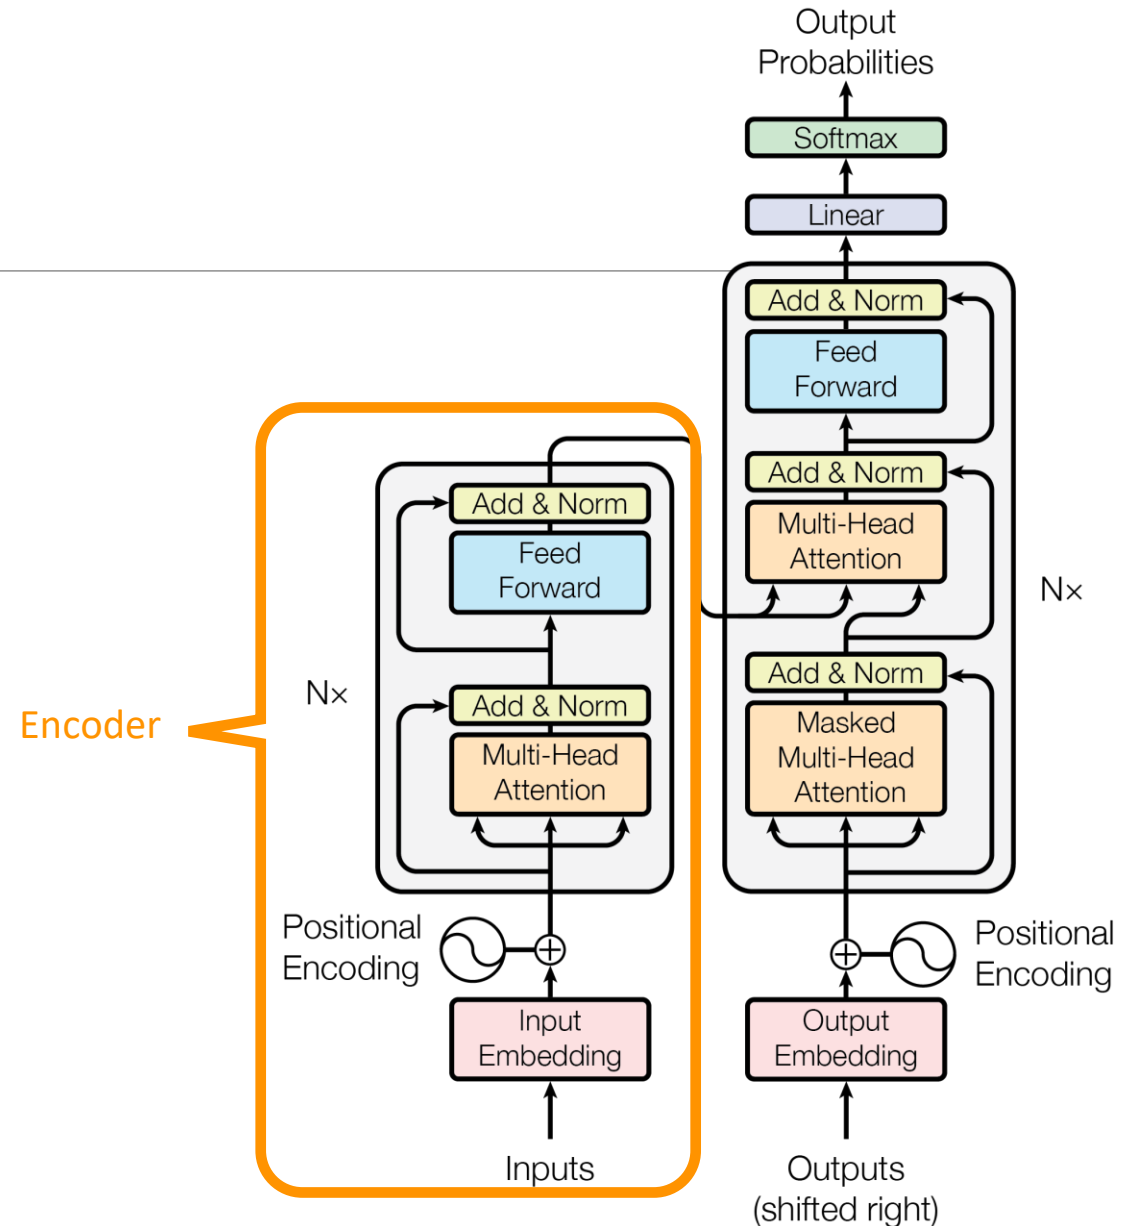 Output
Probabilities
Softmax
Linear
Add & Norm
Feed
Forward
Add & Norm
Multi-Head
Attention
N×
Add & Norm
Masked
Multi-Head
Attention
Positional
Encoding
Output
Embedding
Outputs
(shifted right)
Encoder
Add & Norm
Feed
Forward
N×
Add & Norm
Multi-Head
Attention
Positional
Encoding
Input
Embedding
Inputs